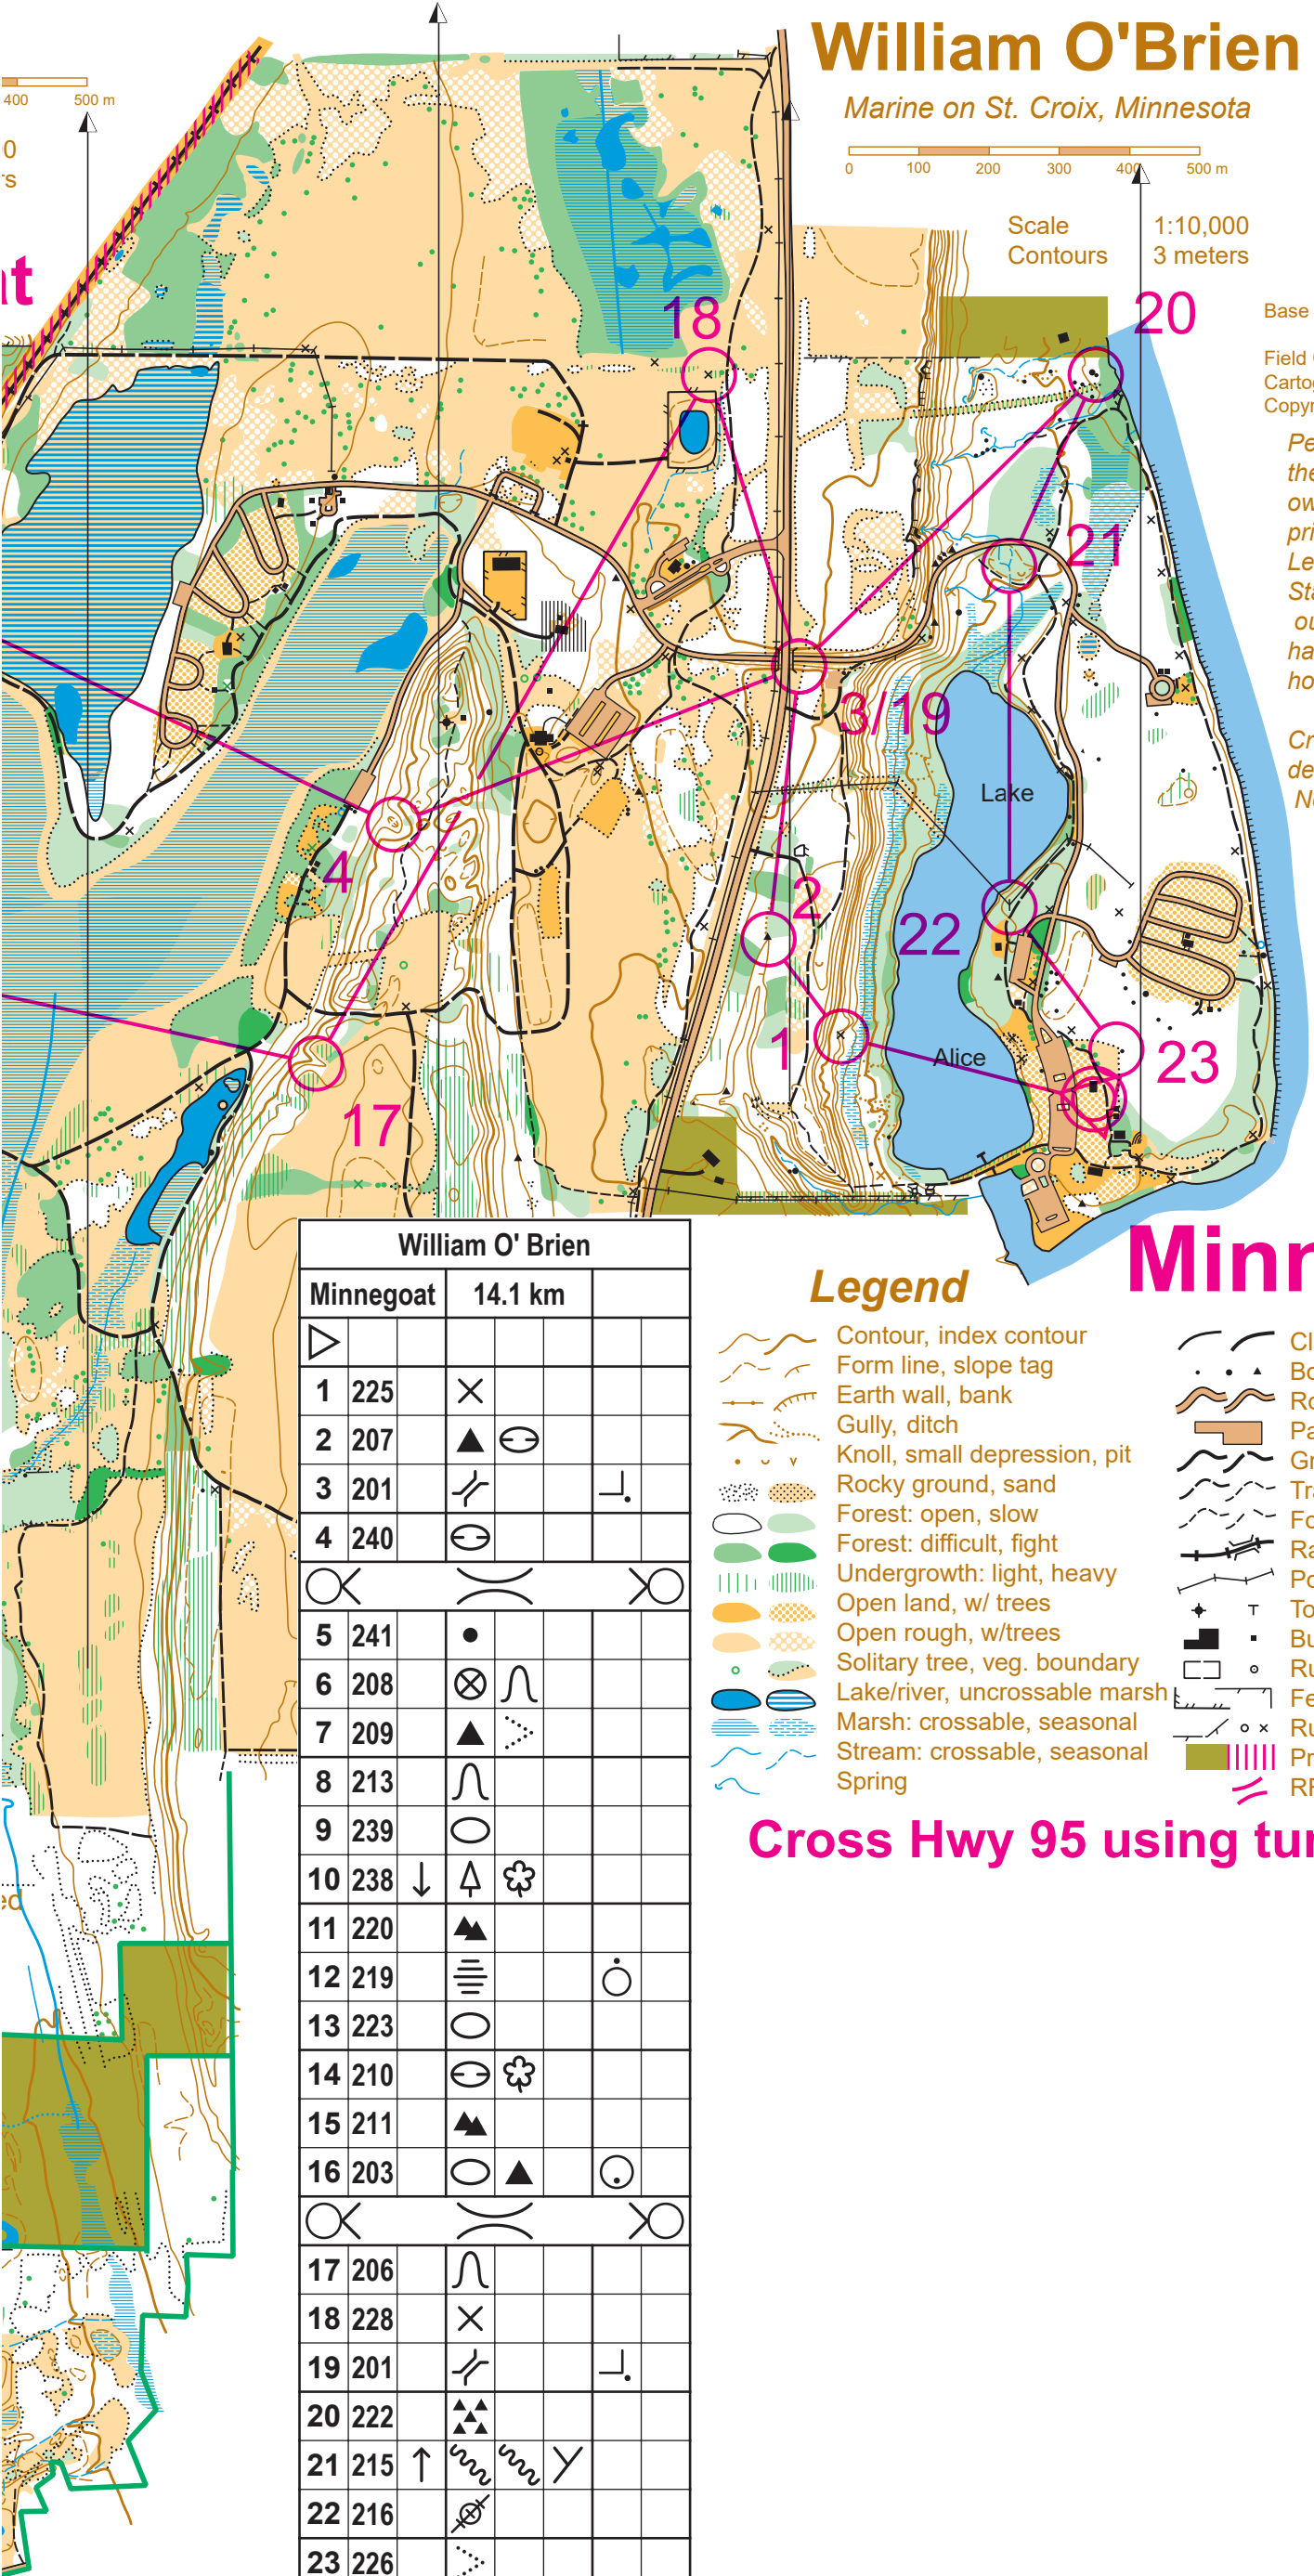 William O'Brien
Marine on St. Croix, Minnesota
400 500 m
0 100 200 300 400 500 m
Scale 1:10,000
Contours 3 meters
Base
Field
Cartog
Copyr
18
20
21
3/19
Lake
4
2
22
1
Alice
23
17
William O' Brien
Minnegoat 14.1 km
1 225
2 207
3 201
4 240
5 241
6 208
7 209
8 213
9 239
10 238
11 220
12 219
13 223
14 210
15 211
16 203
17 206
18 228
19 201
20 222
21 215
22 216
23 226
Minn
Legend
Contour, index contour
Form line, slope tag
Earth wall, bank
Gully, ditch
Knoll, small depression, pit
Rocky ground, sand
Forest: open, slow
Forest: difficult, fight
Undergrowth: light, heavy
Open land, w/ trees
Open rough, w/trees
Solitary tree, veg. boundary
Lake/river, uncrossable marsh
Marsh: crossable, seasonal
Stream: crossable, seasonal
Spring
Cross Hwy 95 using tu